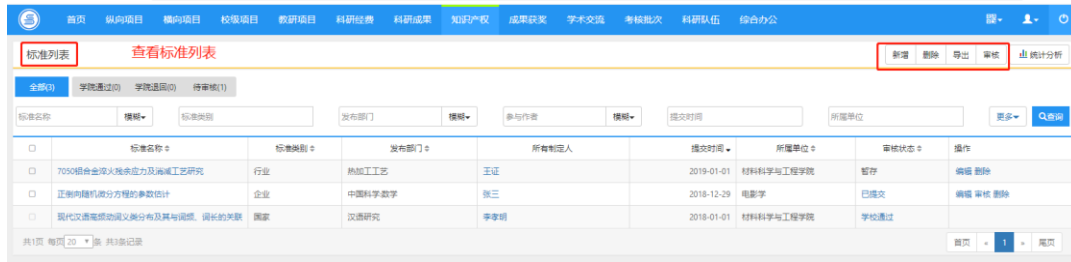 首页 纵向项目 横向项目 校级项目 教研项目 科研经费 科研成果 知识产权 成果获奖 学术交流 考核批次 科研队伍 综合办公
标准列表 查看标准列表 新增 删除 导出 审核 统计分析
全部(3) 学院通过(0) 学院退回(0) 待审核(1)
标准名称 模糊 标准类别 发布部门 模糊 参与作者 模糊 提交时间 所属单位 更多 查询
标准名称 标准类别 发布部门 所有制定人 提交时间 所属单位 审核状态 操作
7050铝合金淬火残余应力及消减工艺研究 行业 热加工工艺 王证 2019-01-01 材料科学与工程学院 暂存 编辑 删除
正倒向随机微分方程的参数估计 企业 中国科学:数学 张三 2018-12-29 电影学 已提交 编辑 审核 删除
现代汉语高频动词义类分布及其与词频、词长的关联 国家 汉语研究 李孝明 2018-01-01 材料科学与工程学院 学校通过
共1页 每页 20 条 共3条记录 首页 « 1 » 尾页